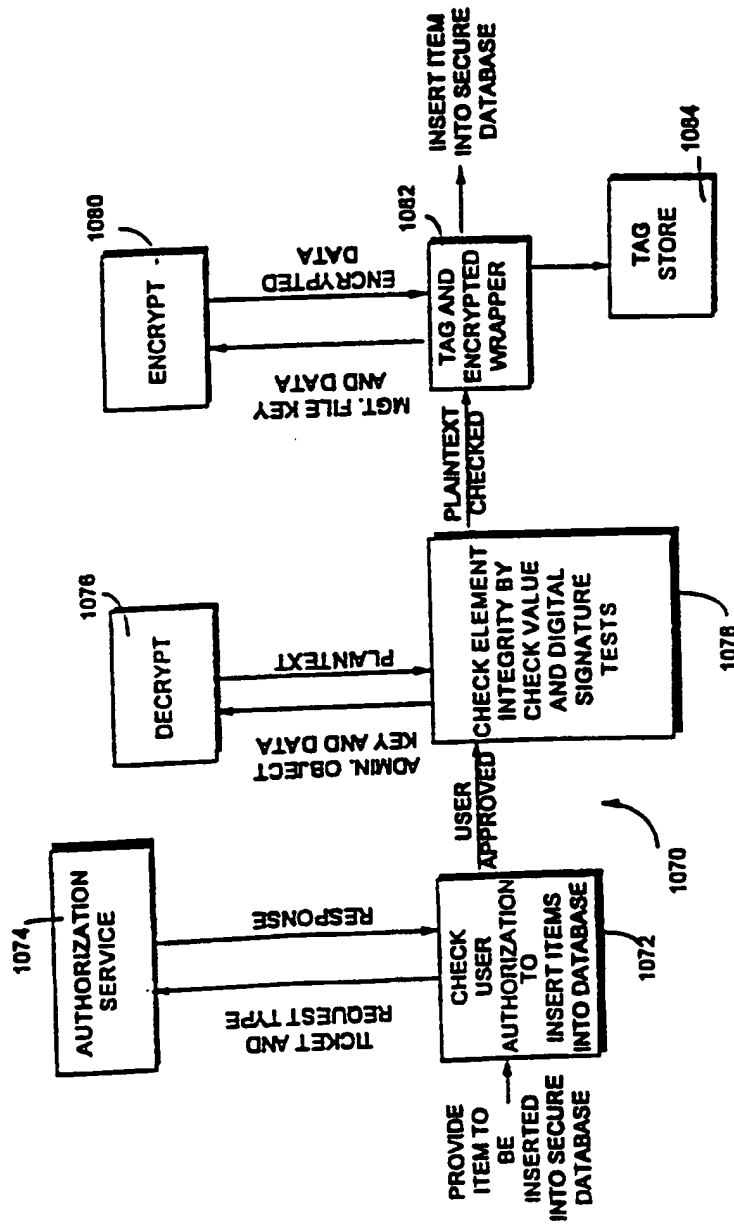 PROVIDE
ITEM TO
BE
INSERTED
INTO SECURE
DATABASE
1074
AUTHORIZATION
SERVICE
TICKET AND
REQUEST TYPE
RESPONSE
CHECK
USER
AUTHORIZATION
TO
INSERT ITEMS
INTO DATABASE
1072
1070
USER
APPROVED
1076
DECRYPT
ADMIN. OBJECT
KEY AND DATA
PLAINTEXT
CHECK ELEMENT
INTEGRITY BY
CHECK VALUE
AND DIGITAL
SIGNATURE
TESTS
1078
PLAINTEXT
CHECKED
1080
ENCRYPT
MGT. FILE KEY
AND DATA
ENCRYPTED
DATA
1082
TAG AND
ENCRYPTED
WRAPPER
INSERT ITEM
INTO SECURE
DATABASE
TAG
STORE
1084